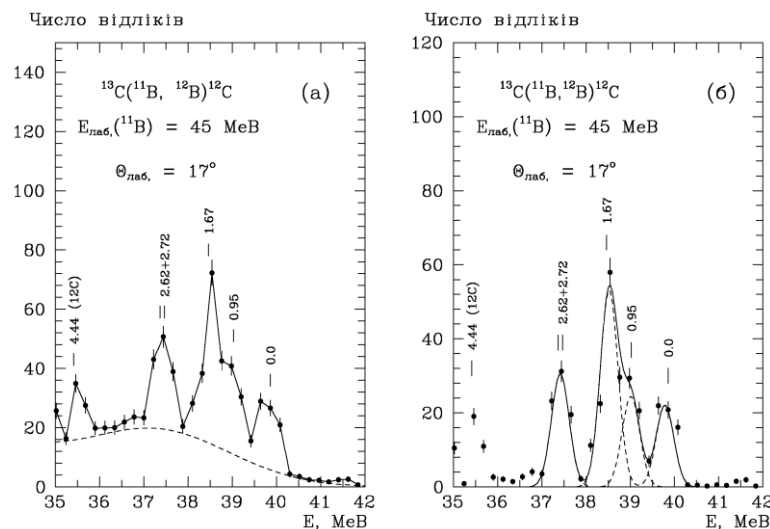 Число відліків
140
120
100
80
60
40
20
0
¹³C(¹¹B, ¹²B)¹²C
(а)
Eлаб,(¹¹B) = 45 МеВ
Θлаб, = 17°
4.44 (12C)
2.62+2.72
1.67
0.95
0.0
35 36 37 38 39 40 41 42
E, МеВ
Число відліків
120
100
80
60
40
20
0
¹³C(¹¹B,¹²B)¹²C
(б)
Eлаб,(¹¹B) = 45 МеВ
Θлаб, = 17°
4.44 (12C)
2.62+2.72
1.67
0.95
0.0
35 36 37 38 39 40 41 42
E, МеВ